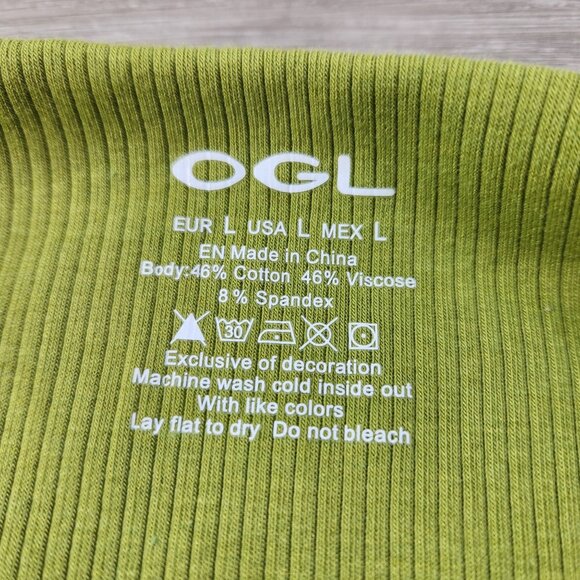 OGL
EUR L USA L MEX L
EN Made in China
Body:46% Cotton 46% Viscose
8% Spandex
30
Exclusive of decoration
Machine wash cold inside out
With like colors
Lay flat to dry Do not bleach